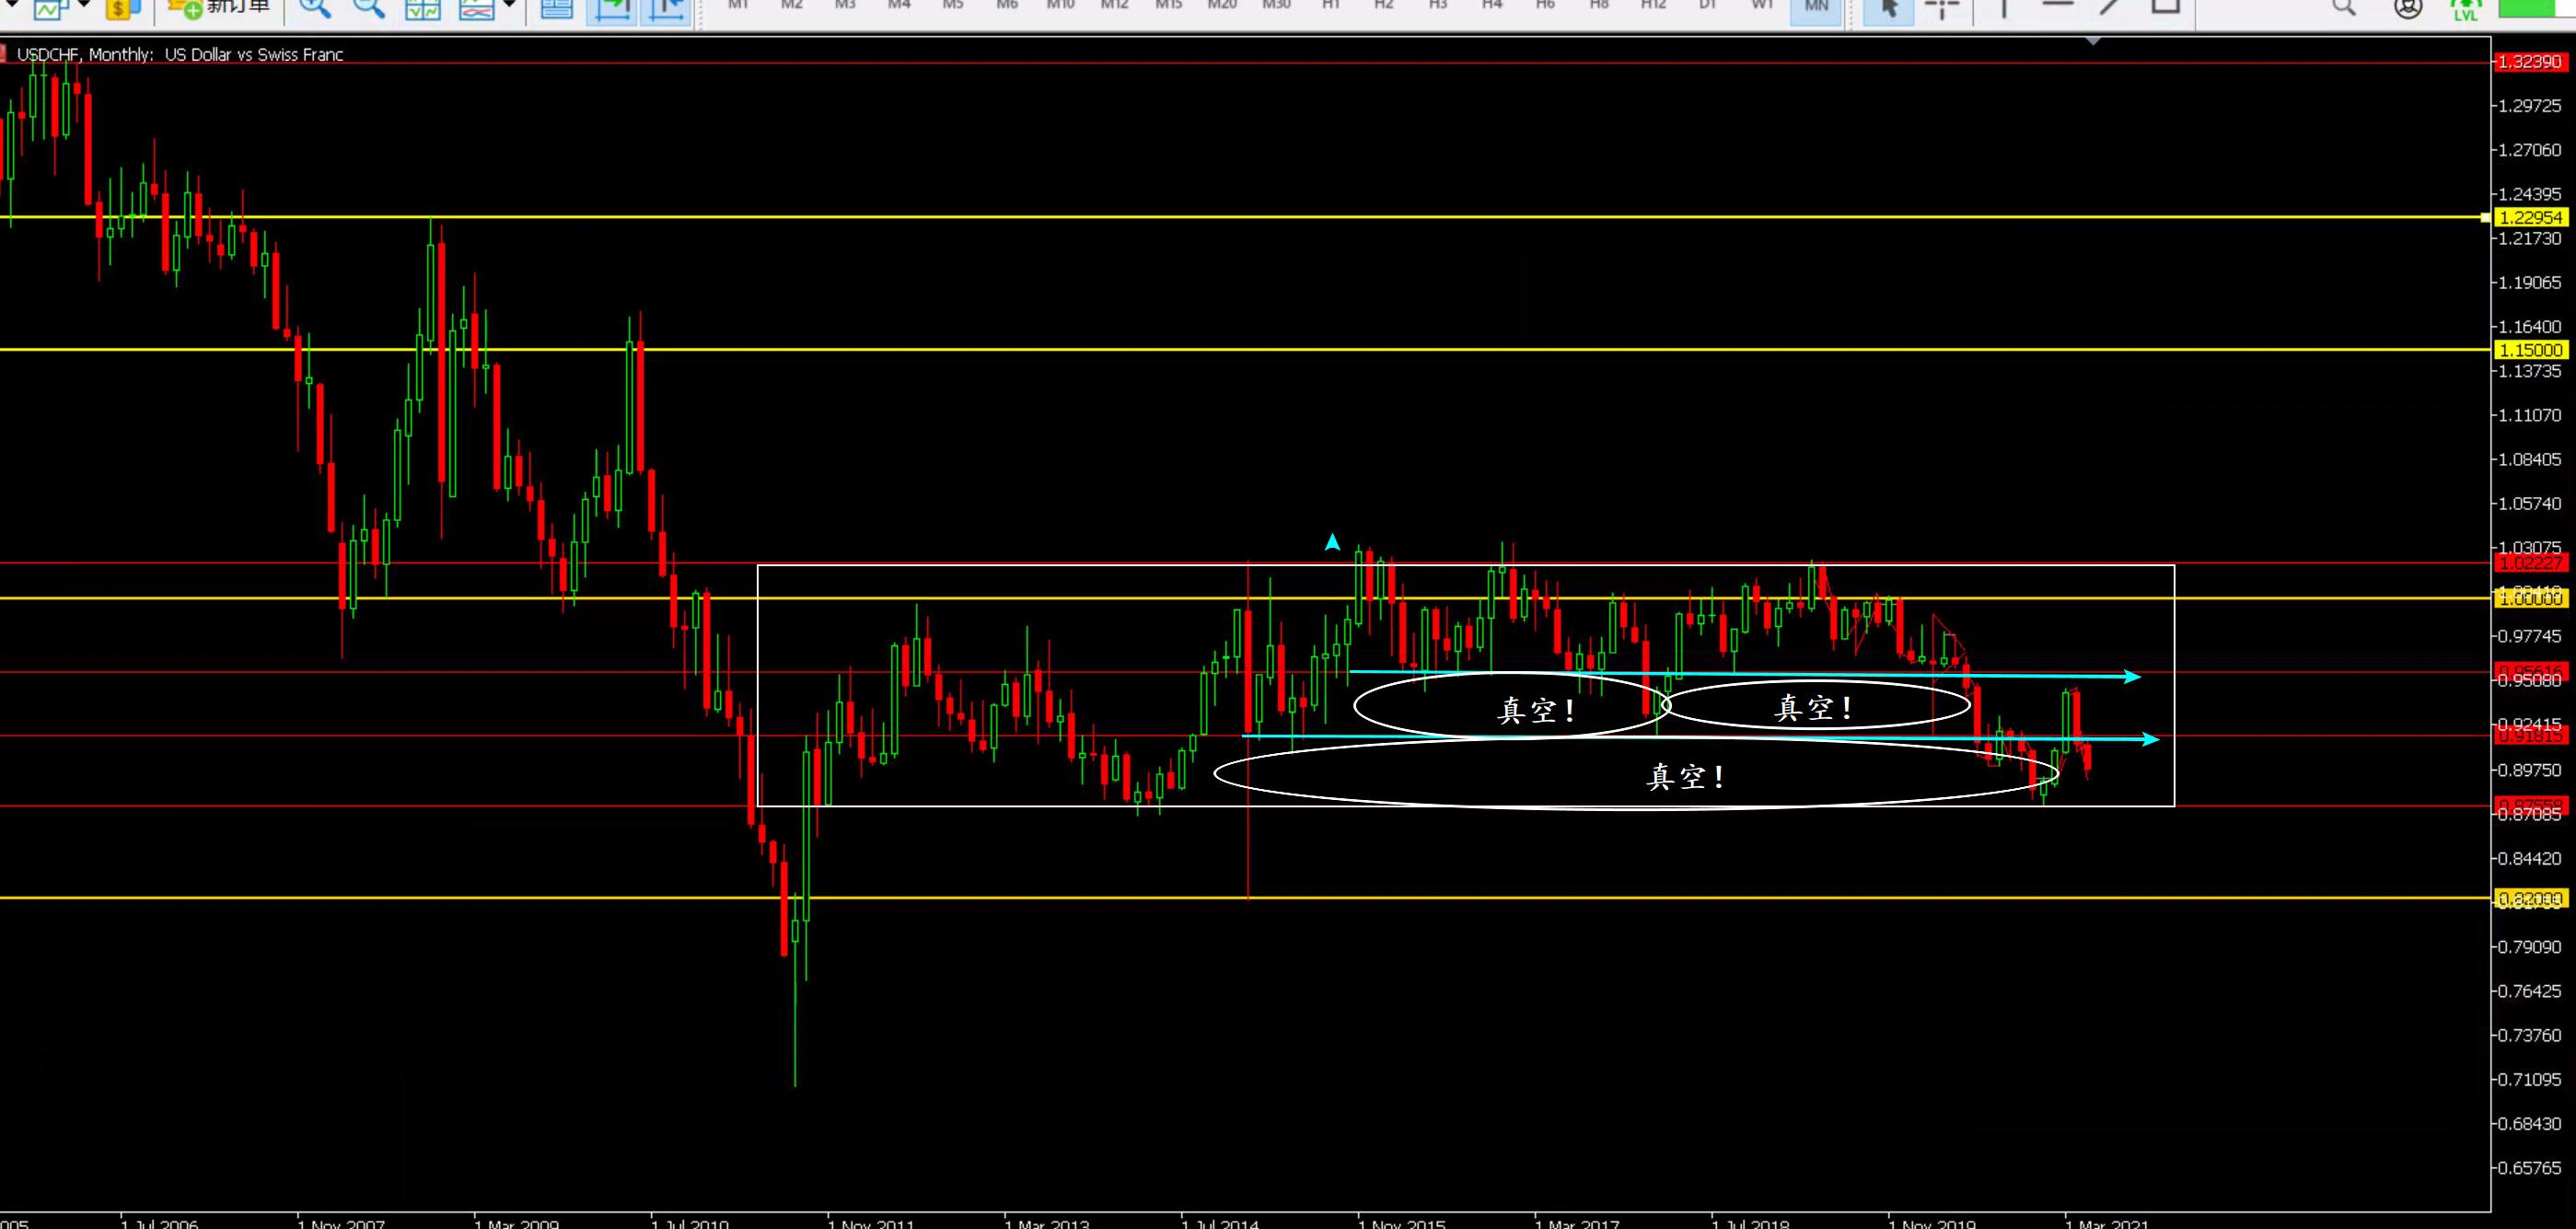 新订单
M1 M2 M3 M4 M5 M6 M10 M12 M15 M20 M30 H1 H2 H3 H4 H6 H8 H12 D1 W1 MN
LVL
USDCHF, Monthly: US Dollar vs Swiss Franc
1.32390
1.29725
1.27060
1.24395
1.22954
1.21730
1.19065
1.16400
1.15000
1.13735
1.11070
1.08405
1.05740
1.03075
1.02227
1.00000
0.97745
0.95616
0.95080
真空!
真空!
0.92415
0.91815
真空!
0.89750
0.87085
0.84420
0.79090
0.76425
0.73760
0.71095
0.68430
0.65765
1 Jul 2006
1 Nov 2007
1 Mar 2009
1 Jul 2010
1 Nov 2011
1 Mar 2013
1 Jul 2014
1 Nov 2015
1 Mar 2017
1 Jul 2018
1 Nov 2019
1 Mar 2021